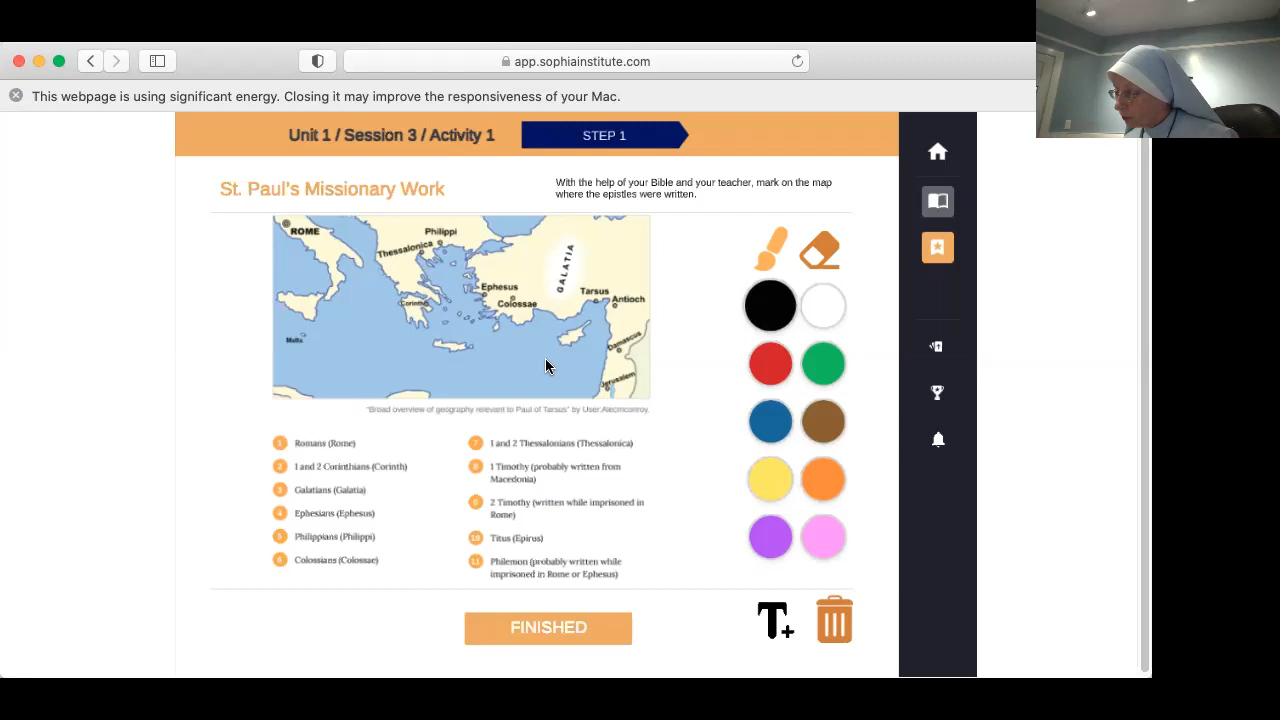 app.sophiainstitute.com
This webpage is using significant energy. Closing it may improve the responsiveness of your Mac.
Unit 1 / Session 3 / Activity 1
STEP 1
St. Paul's Missionary Work
With the help of your Bible and your teacher, mark on the map
where the epistles were written.
ROME
Philippi
Thessalonica
GALATIA
Ephesus
Tarsus
Corinth
Colossae
Antioch
Malta
Damascus
Jerusalem
"Broad overview of geography relevant to Paul of Tarsus" by User:Alecmconroy.
1 Romans (Rome)
2 1 and 2 Corinthians (Corinth)
3 Galatians (Galatia)
4 Ephesians (Ephesus)
5 Philippians (Philippi)
6 Colossians (Colossae)
7 1 and 2 Thessalonians (Thessalonica)
8 1 Timothy (probably written from
Macedonia)
9 2 Timothy (written while imprisoned in
Rome)
10 Titus (Epirus)
11 Philemon (probably written while
imprisoned in Rome or Ephesus)
FINISHED
T+